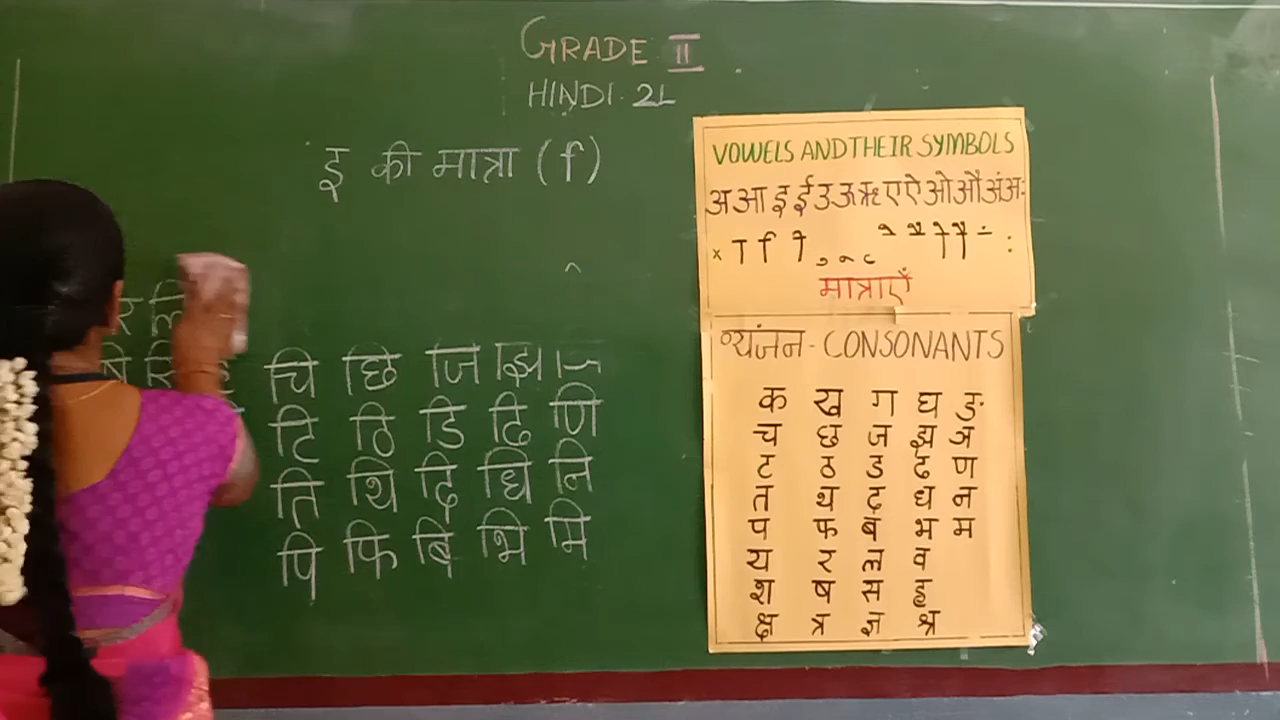 GRADE II
HINDI 2L
इ की मात्रा (ि)
चि छि जि झि
टि ठि डि ढि णि
ति थि दि धि नि
पि फि बि भि मि
VOWELS AND THEIR SYMBOLS
अ आ इ ई उ ऊ ऋ ए ऐ ओ औ अं अः
× ा ि ी ु ू ृ े ै ो ौ ं ः
मात्राएँ
व्यंजन - CONSONANTS
क ख ग घ ङ
च छ ज झ ञ
ट ठ ड ढ ण
त थ द ध न
प फ ब भ म
य र ल व
श ष स ह
क्ष त्र ज्ञ श्र